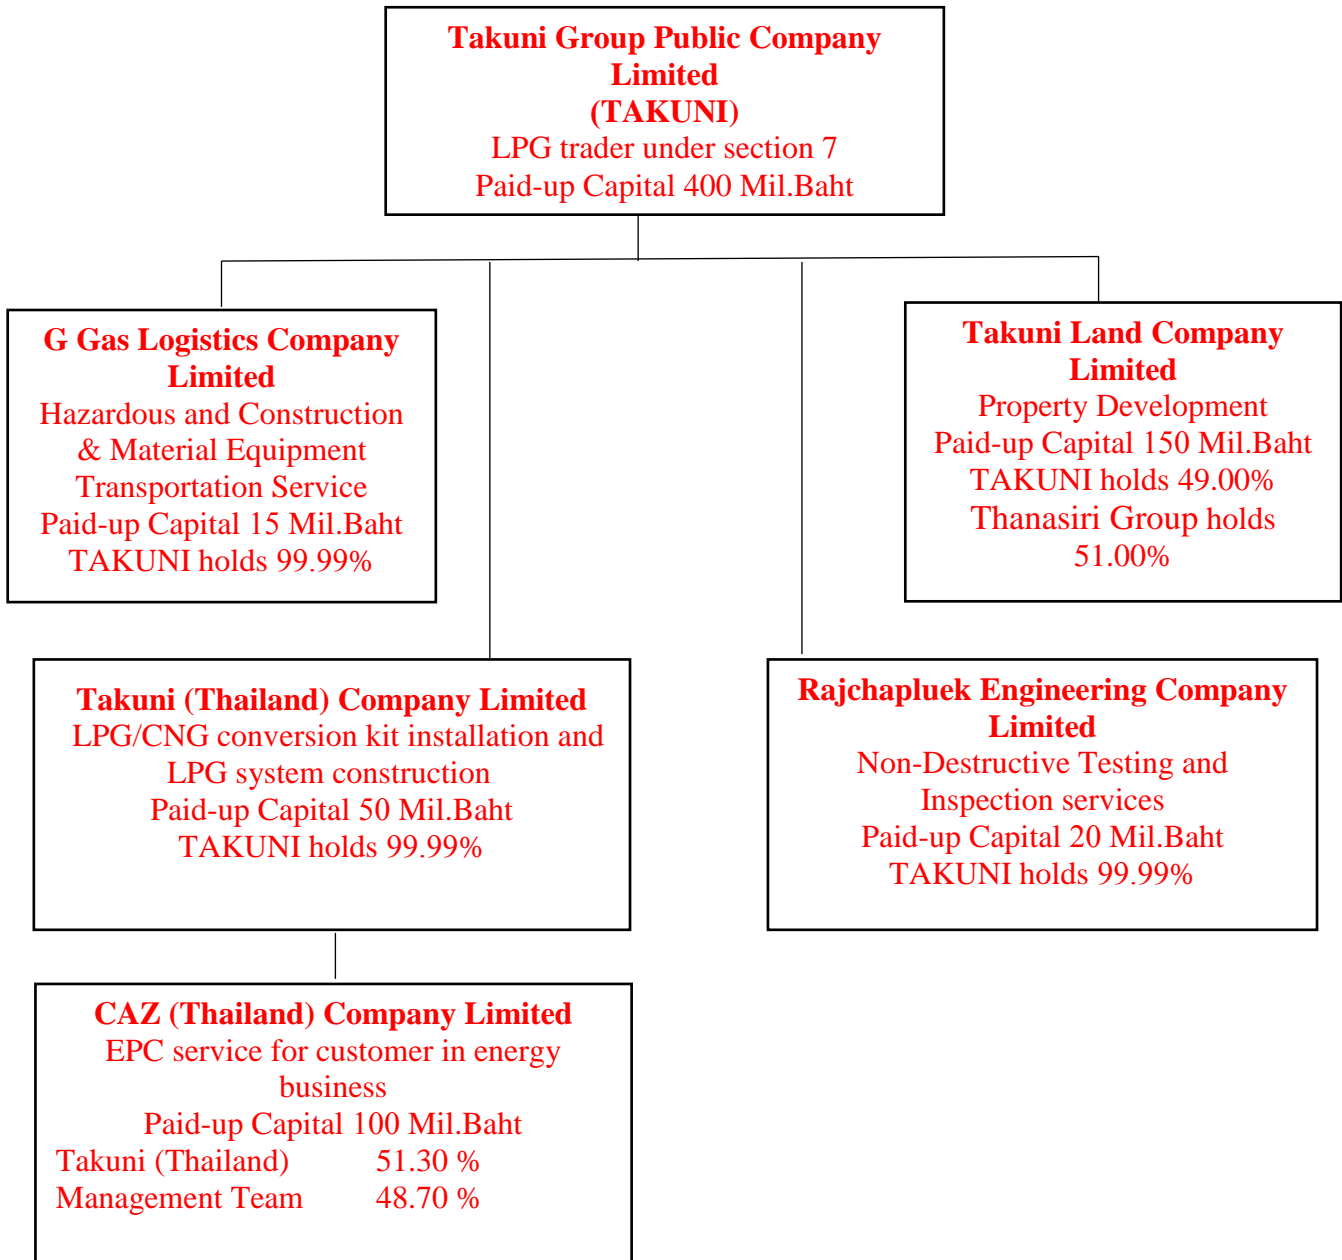 Takuni Group Public Company
Limited
(TAKUNI)
LPG trader under section 7
Paid-up Capital 400 Mil.Baht
G Gas Logistics Company
Limited
Hazardous and Construction
& Material Equipment
Transportation Service
Paid-up Capital 15 Mil.Baht
TAKUNI holds 99.99%
Takuni Land Company
Limited
Property Development
Paid-up Capital 150 Mil.Baht
TAKUNI holds 49.00%
Thanasiri Group holds
51.00%
Takuni (Thailand) Company Limited
LPG/CNG conversion kit installation and
LPG system construction
Paid-up Capital 50 Mil.Baht
TAKUNI holds 99.99%
Rajchapluek Engineering Company
Limited
Non-Destructive Testing and
Inspection services
Paid-up Capital 20 Mil.Baht
TAKUNI holds 99.99%
CAZ (Thailand) Company Limited
EPC service for customer in energy
business
Paid-up Capital 100 Mil.Baht
Takuni (Thailand) 51.30 %
Management Team 48.70 %